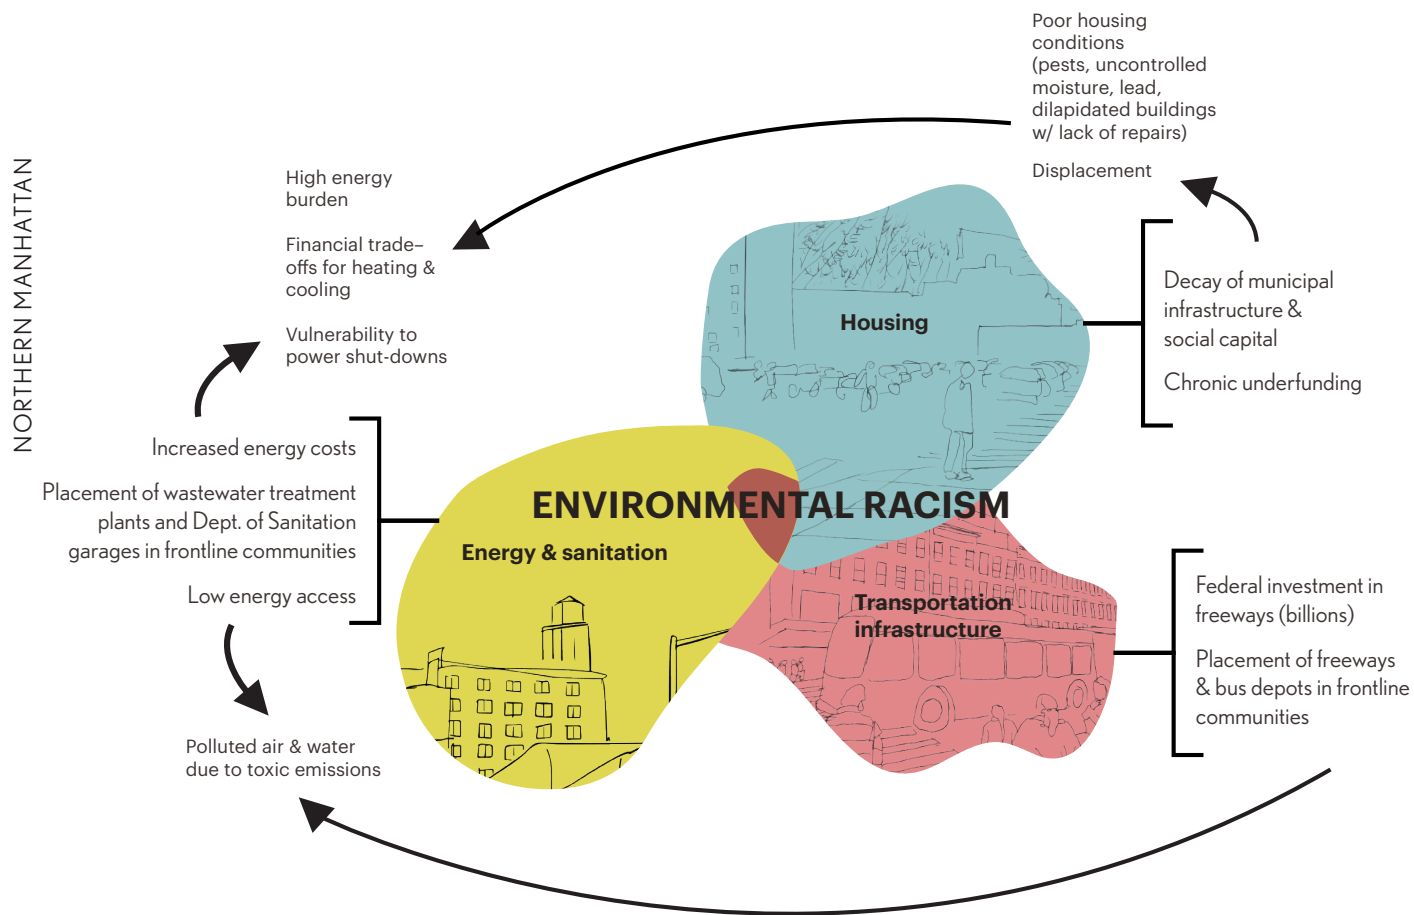 NORTHERN MANHATTAN
Poor housing
conditions
(pests, uncontrolled
moisture, lead,
dilapidated buildings
w/ lack of repairs)
Displacement
High energy
burden
Financial trade–
offs for heating &
cooling
Vulnerability to
power shut-downs
Housing
Decay of municipal
infrastructure &
social capital
Chronic underfunding
Increased energy costs
Placement of wastewater treatment
plants and Dept. of Sanitation
garages in frontline communities
Low energy access
ENVIRONMENTAL RACISM
Energy & sanitation
Transportation
infrastructure
Federal investment in
freeways (billions)
Placement of freeways
& bus depots in frontline
communities
Polluted air & water
due to toxic emissions